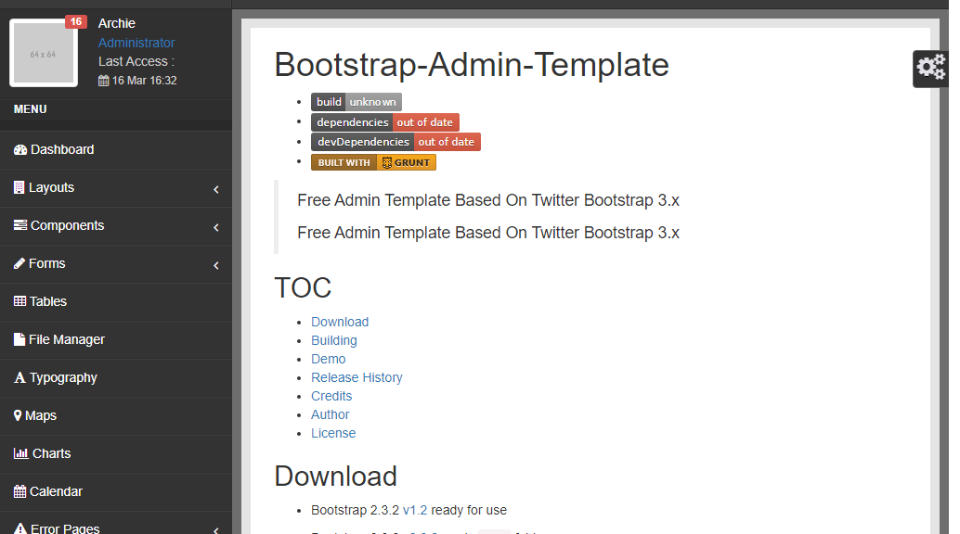 16
64 x 64
Archie
Administrator
Last Access :
16 Mar 16:32
MENU
Dashboard
Layouts
Components
Forms
Tables
File Manager
Typography
Maps
Charts
Calendar
Error Pages
Bootstrap-Admin-Template
build unknown
dependencies out of date
devDependencies out of date
BUILT WITH GRUNT
Free Admin Template Based On Twitter Bootstrap 3.x
Free Admin Template Based On Twitter Bootstrap 3.x
TOC
Download
Building
Demo
Release History
Credits
Author
License
Download
Bootstrap 2.3.2 v1.2 ready for use